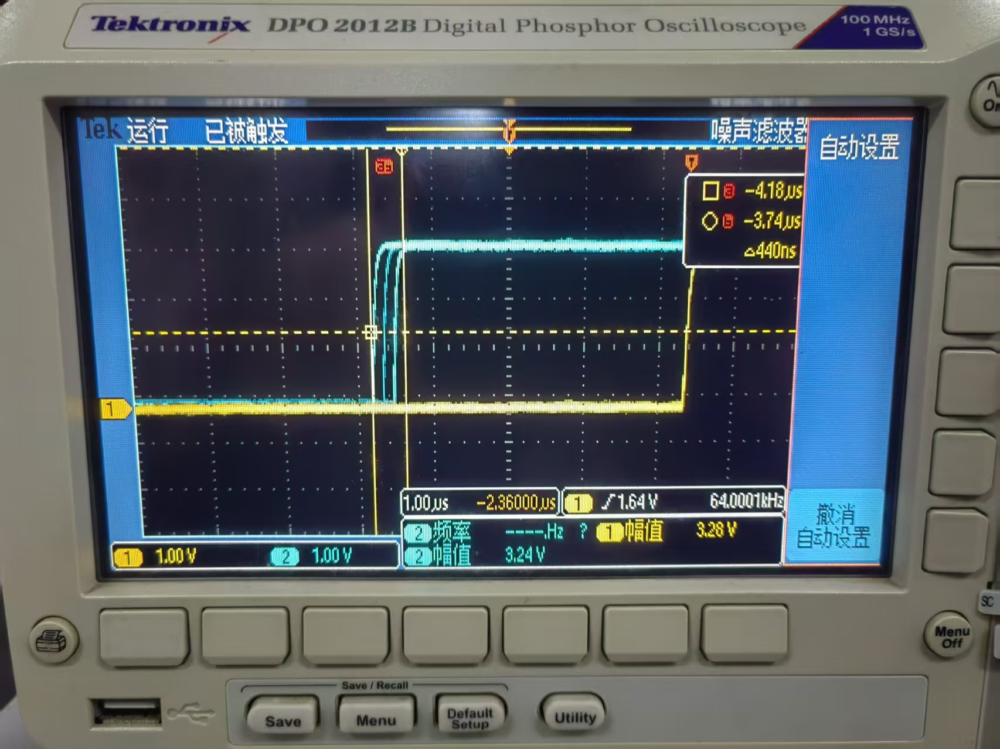 Tektronix DPO 2012B Digital Phosphor Oscilloscope
100 MHz
1 GS/s
Tek 运行 已被触发 噪声滤波器
自动设置
a b
T
□ a -4.18µs
○ b -3.74µs
△440ns
1
1.00µs -2.36000µs
1 1.64 V 64.0001kHz
2 频率 ----.Hz ? 1 幅值 3.28 V
2 幅值 3.24 V
1 1.00 V 2 1.00 V
撤消
自动设置
SC
Menu
Off
Save / Recall
Save
Menu
Default
Setup
Utility